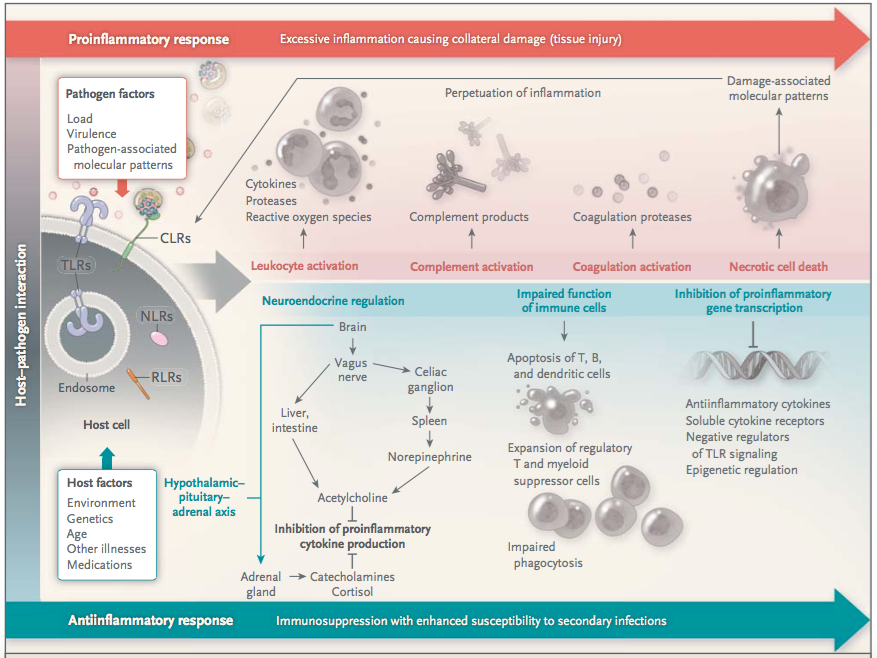 Proinflammatory response
Excessive inflammation causing collateral damage (tissue injury)
Host–pathogen interaction
Pathogen factors
Load
Virulence
Pathogen-associated
molecular patterns
CLRs
TLRs
NLRs
RLRs
Endosome
Host cell
Host factors
Environment
Genetics
Age
Other illnesses
Medications
Perpetuation of inflammation
Damage-associated
molecular patterns
Cytokines
Proteases
Reactive oxygen species
Complement products
Coagulation proteases
Leukocyte activation
Complement activation
Coagulation activation
Necrotic cell death
Neuroendocrine regulation
Brain
Vagus
nerve
Celiac
ganglion
Liver,
intestine
Spleen
Norepinephrine
Hypothalamic–
pituitary–
adrenal axis
Acetylcholine
Inhibition of proinflammatory
cytokine production
Adrenal
gland
Catecholamines
Cortisol
Impaired function
of immune cells
Apoptosis of T, B,
and dendritic cells
Expansion of regulatory
T and myeloid
suppressor cells
Impaired
phagocytosis
Inhibition of proinflammatory
gene transcription
Antiinflammatory cytokines
Soluble cytokine receptors
Negative regulators
of TLR signaling
Epigenetic regulation
Antiinflammatory response
Immunosuppression with enhanced susceptibility to secondary infections